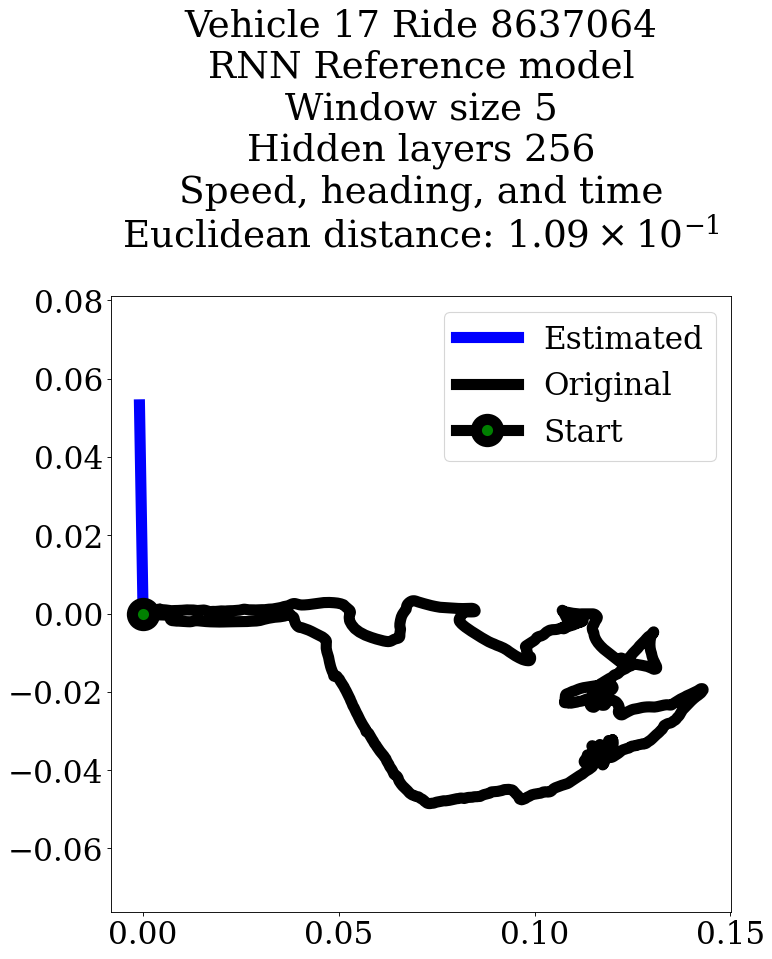 Vehicle 17 Ride 8637064
RNN Reference model
Window size 5
Hidden layers 256
Speed, heading, and time
Euclidean distance: 1.09 × 10⁻¹
0.08
0.06
0.04
0.02
0.00
−0.02
−0.04
−0.06
Estimated
Original
Start
0.00 0.05 0.10 0.15